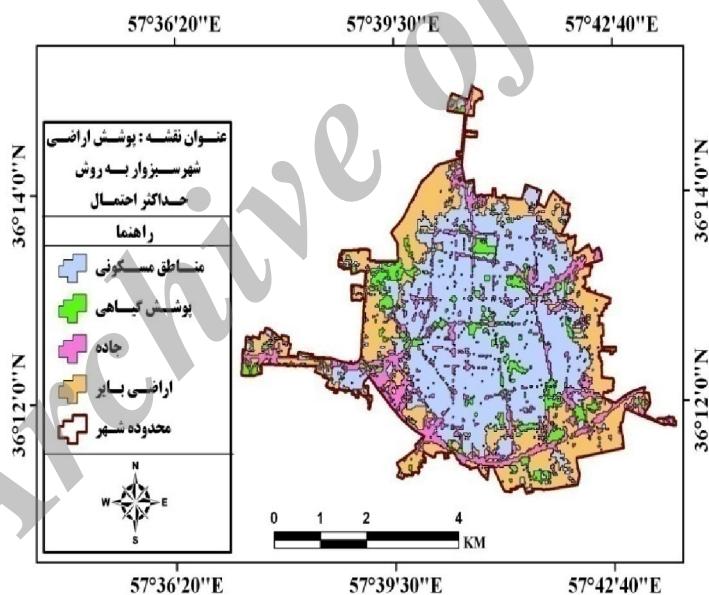 57°36'20"E 57°39'30"E 57°42'40"E
36°14'0"N
36°12'0"N
عنوان نقشه : پوشش اراضی
شهر سبزوار به روش
حداکثر احتمال
راهنما
مناطق مسکونی
پوشش گیاهی
جاده
اراضی بایر
محدوده شهر
N
W E
S
0 1 2 4
KM
36°14'0"N
36°12'0"N
57°36'20"E 57°39'30"E 57°42'40"E
Archive of